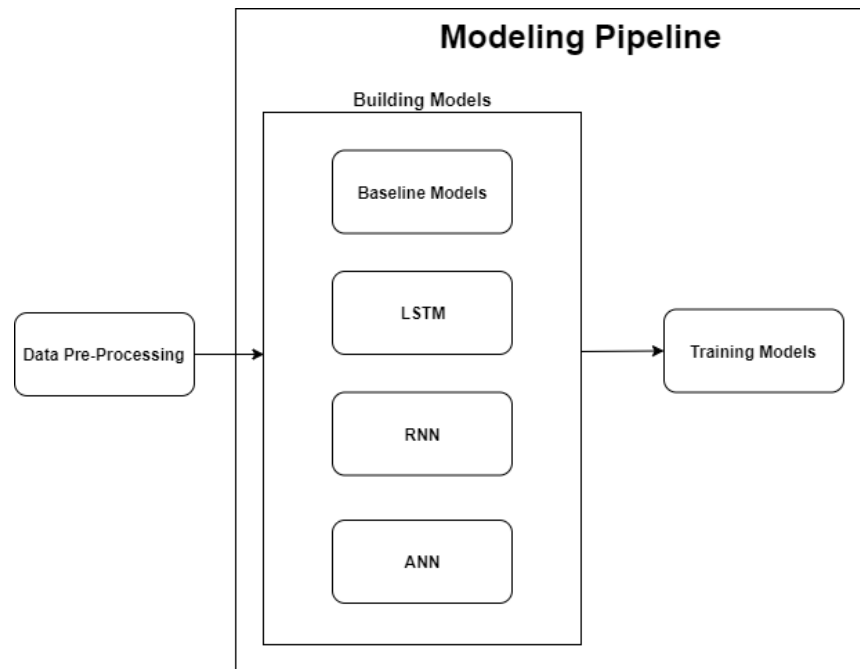 Modeling Pipeline
Building Models
Baseline Models
LSTM
Data Pre-Processing
Training Models
RNN
ANN